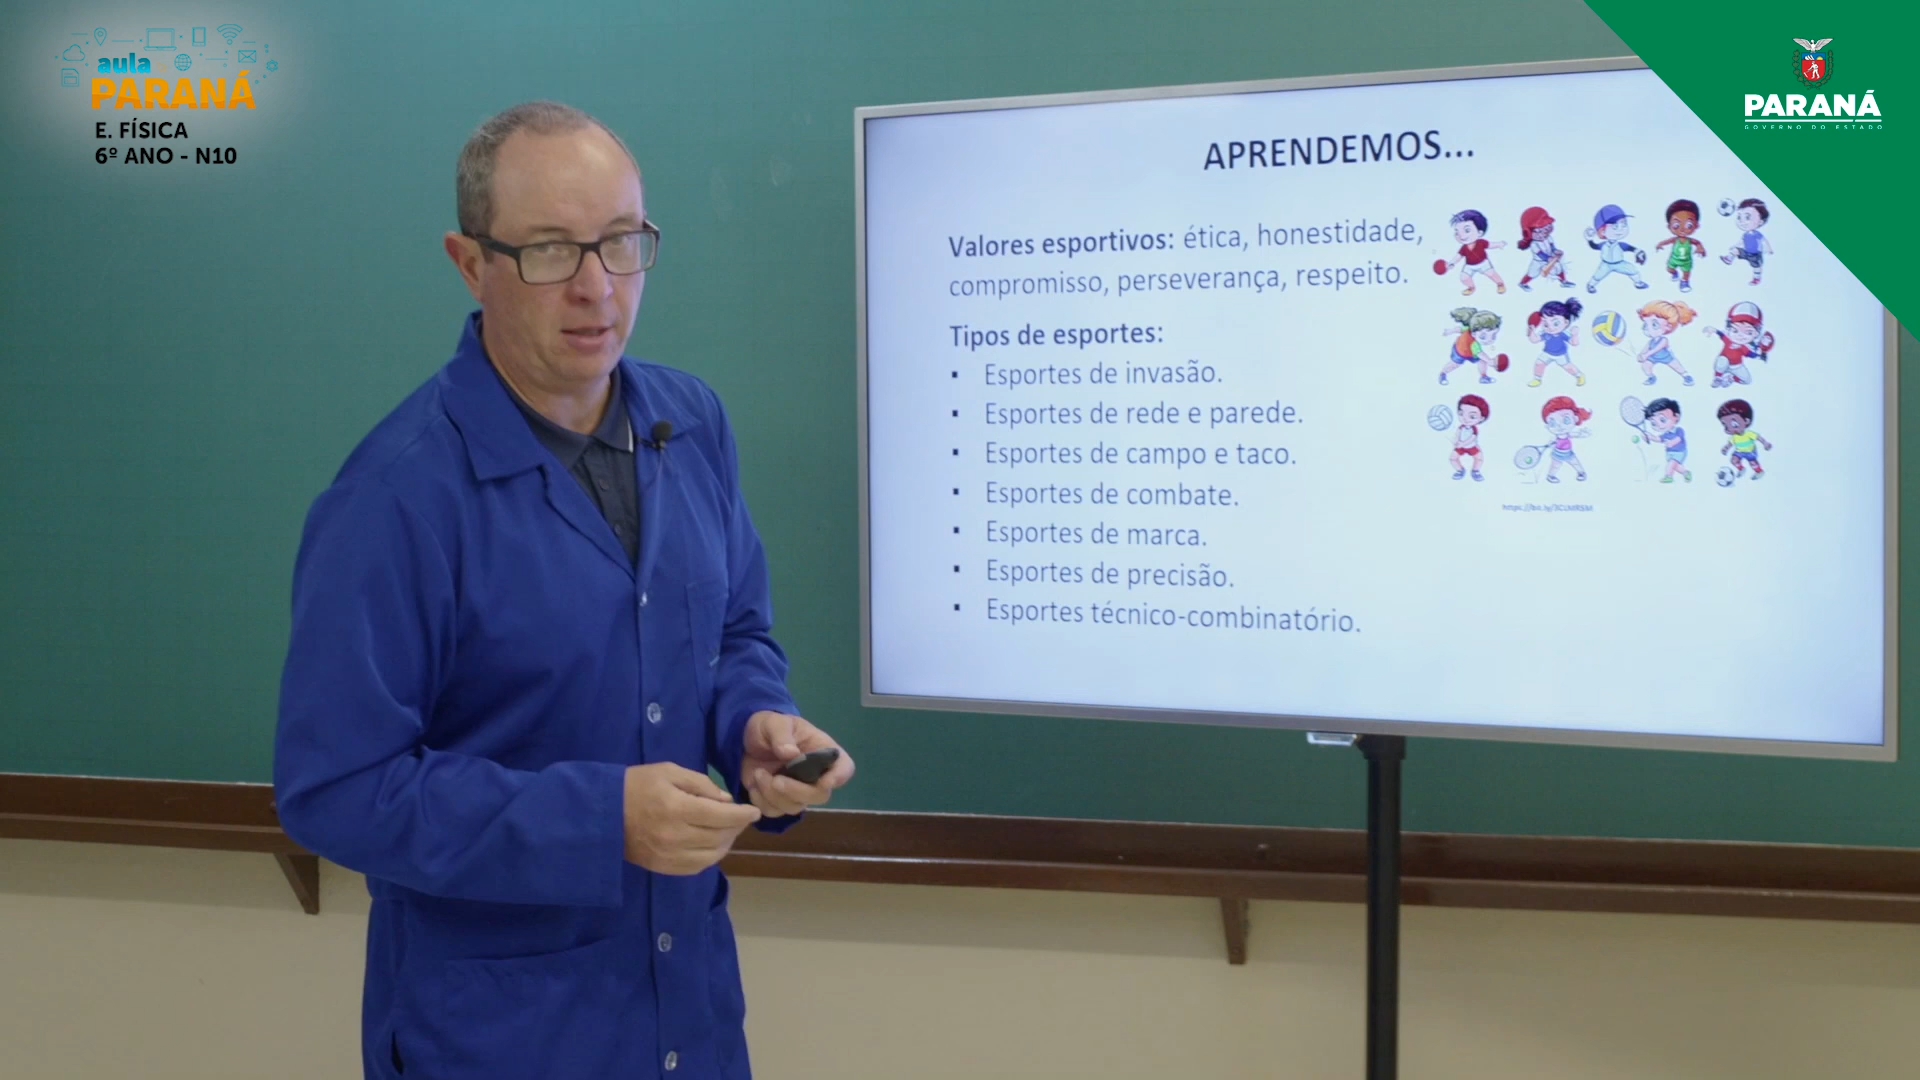 aula
PARANÁ
E. FÍSICA
6º ANO - N10
PARANÁ
GOVERNO DO ESTADO
APRENDEMOS...
Valores esportivos: ética, honestidade,
compromisso, perseverança, respeito.
Tipos de esportes:
▪ Esportes de invasão.
▪ Esportes de rede e parede.
▪ Esportes de campo e taco.
▪ Esportes de combate.
▪ Esportes de marca.
▪ Esportes de precisão.
▪ Esportes técnico-combinatório.